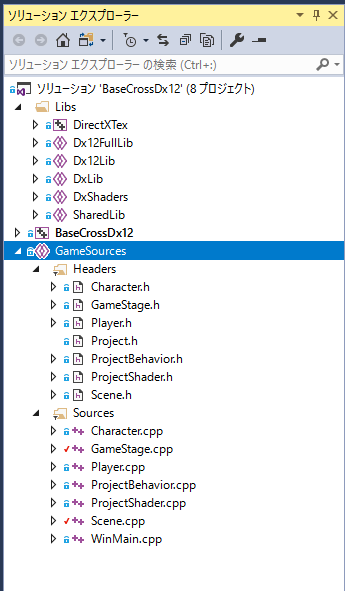 ソリューション エクスプローラー
ソリューション エクスプローラー の検索 (Ctrl+:)
ソリューション 'BaseCrossDx12' (8 プロジェクト)
Libs
DirectXTex
Dx12FullLib
Dx12Lib
DxLib
DxShaders
SharedLib
BaseCrossDx12
GameSources
Headers
Character.h
GameStage.h
Player.h
Project.h
ProjectBehavior.h
ProjectShader.h
Scene.h
Sources
Character.cpp
GameStage.cpp
Player.cpp
ProjectBehavior.cpp
ProjectShader.cpp
Scene.cpp
WinMain.cpp